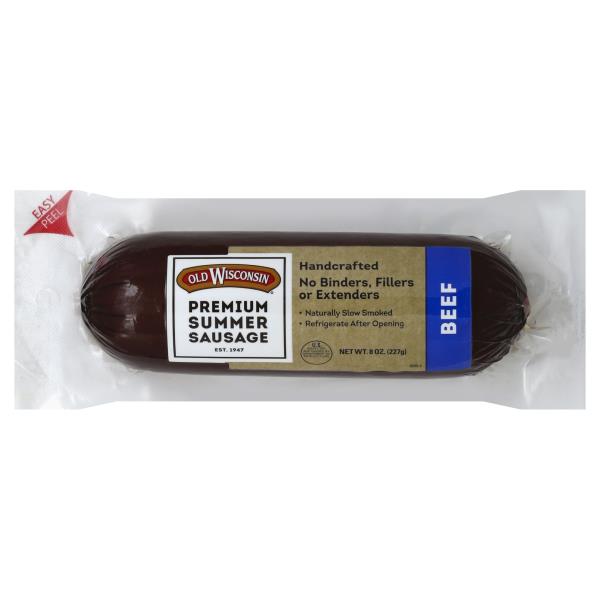 EASY
PEEL
OLD WISCONSIN
PREMIUM
SUMMER
SAUSAGE
EST. 1947
Handcrafted
No Binders, Fillers
or Extenders
• Naturally Slow Smoked
• Refrigerate After Opening
NET WT. 8 OZ. (227g)
BEEF